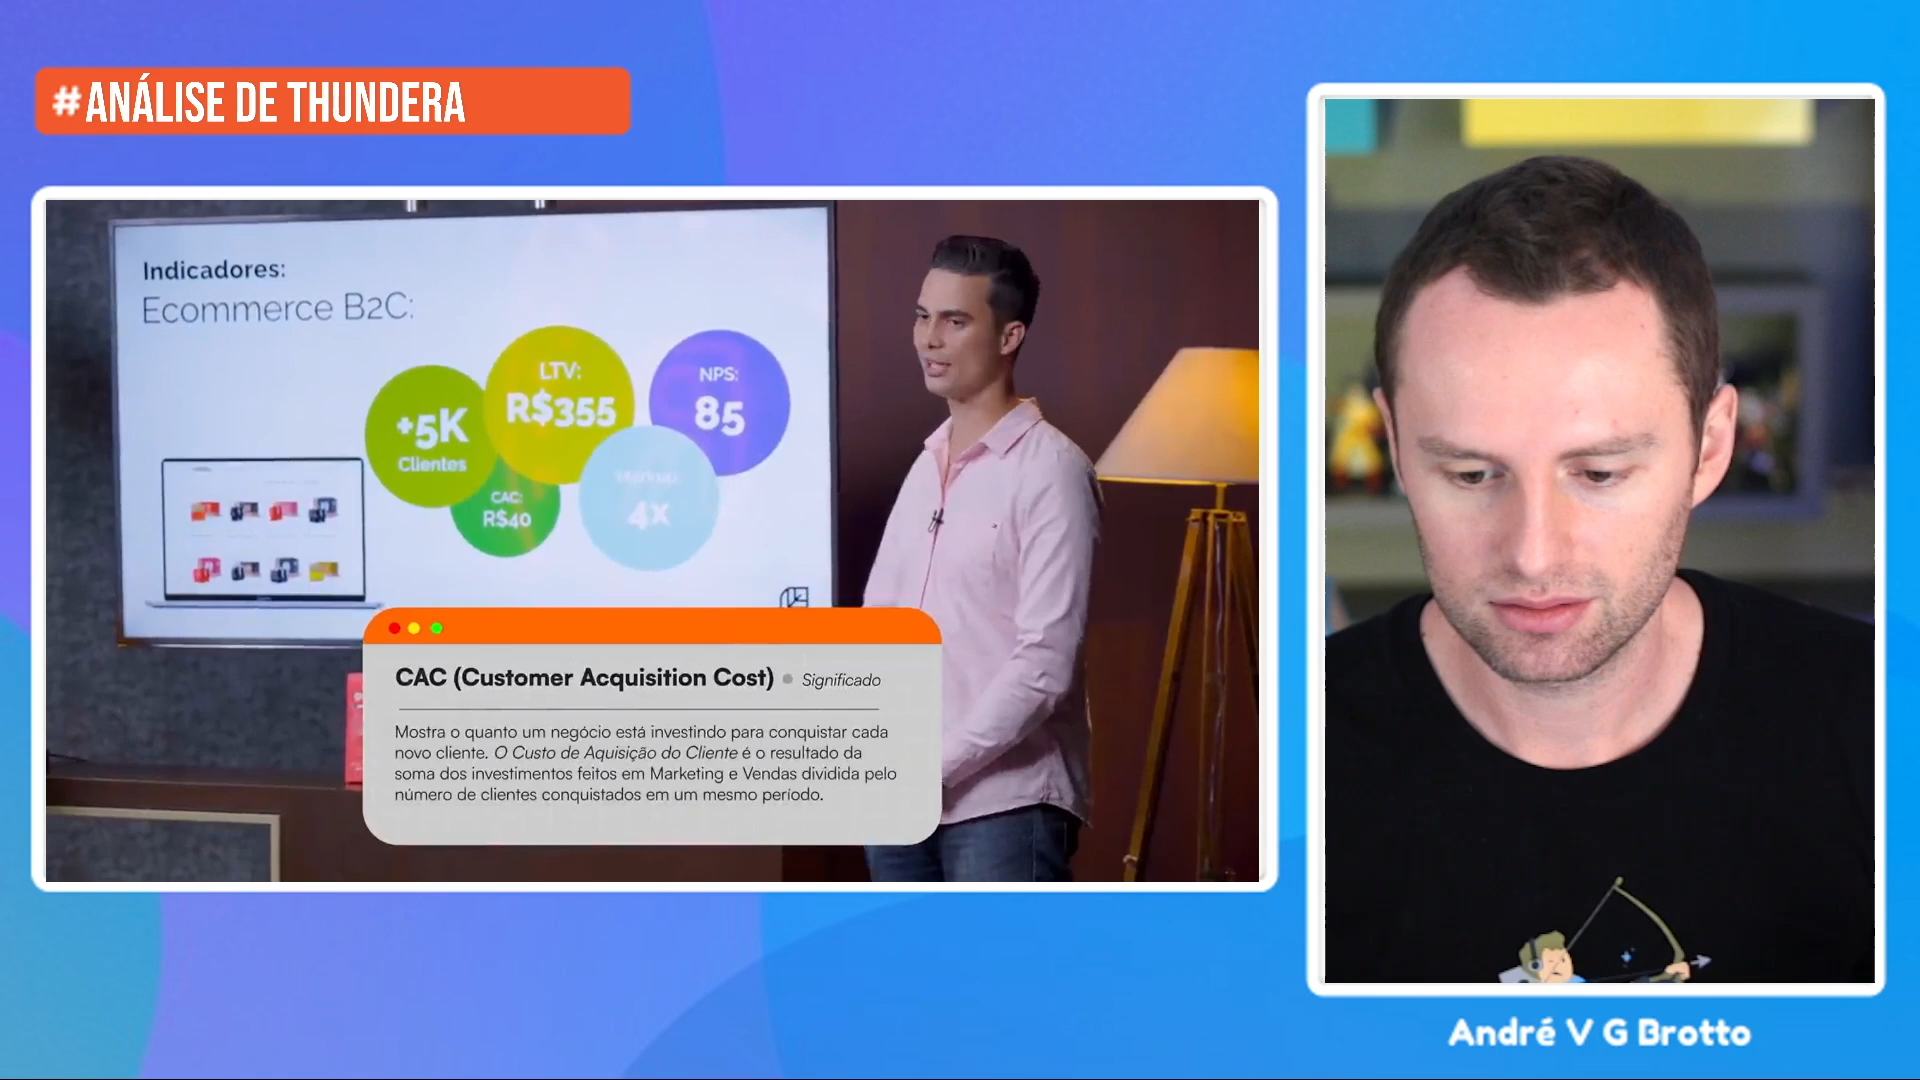 #ANÁLISE DE THUNDERA
Indicadores:
Ecommerce B2C:
+5K
Clientes
LTV:
R$355
NPS:
85
CAC:
R$40
Markup:
4x
CAC (Customer Acquisition Cost) • Significado
Mostra o quanto um negócio está investindo para conquistar cada
novo cliente. O Custo de Aquisição do Cliente é o resultado da
soma dos investimentos feitos em Marketing e Vendas dividida pelo
número de clientes conquistados em um mesmo período.
André V G Brotto